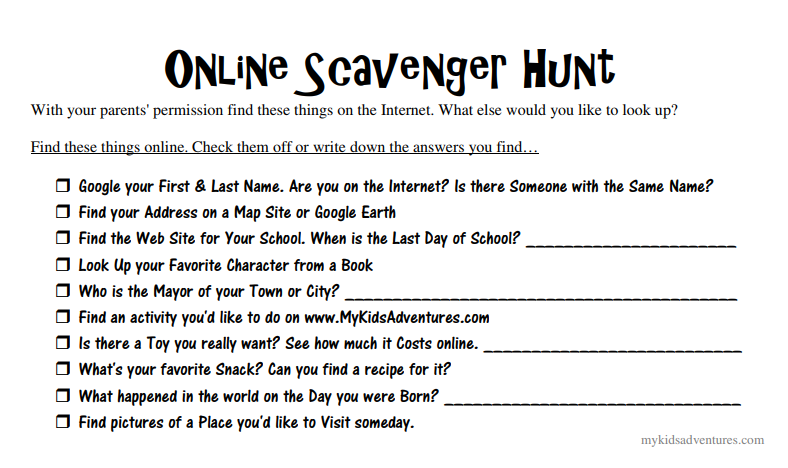 Online Scavenger Hunt
With your parents' permission find these things on the Internet. What else would you like to look up?
Find these things online. Check them off or write down the answers you find…
❒ Google your First & Last Name. Are you on the Internet? Is there Someone with the Same Name?
❒ Find your Address on a Map Site or Google Earth
❒ Find the Web Site for Your School. When is the Last Day of School? ________________________
❒ Look Up your Favorite Character from a Book
❒ Who is the Mayor of your Town or City? ____________________________________________
❒ Find an activity you'd like to do on www.MyKidsAdventures.com
❒ Is there a Toy you really want? See how much it Costs online. _____________________________
❒ What's your favorite Snack? Can you find a recipe for it?
❒ What happened in the world on the Day you were Born? _________________________________
❒ Find pictures of a Place you'd like to Visit someday.
mykidsadventures.com